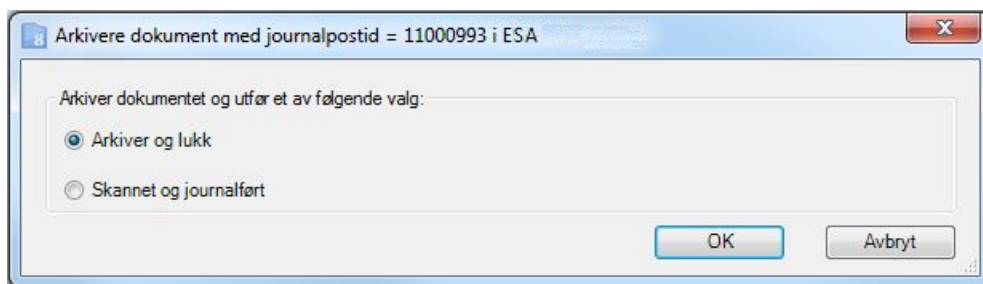 8
Arkivere dokument med journalpostid = 11000993 i ESA
Arkiver dokumentet og utfør et av følgende valg:
Arkiver og lukk
Skannet og journalført
OK Avbryt